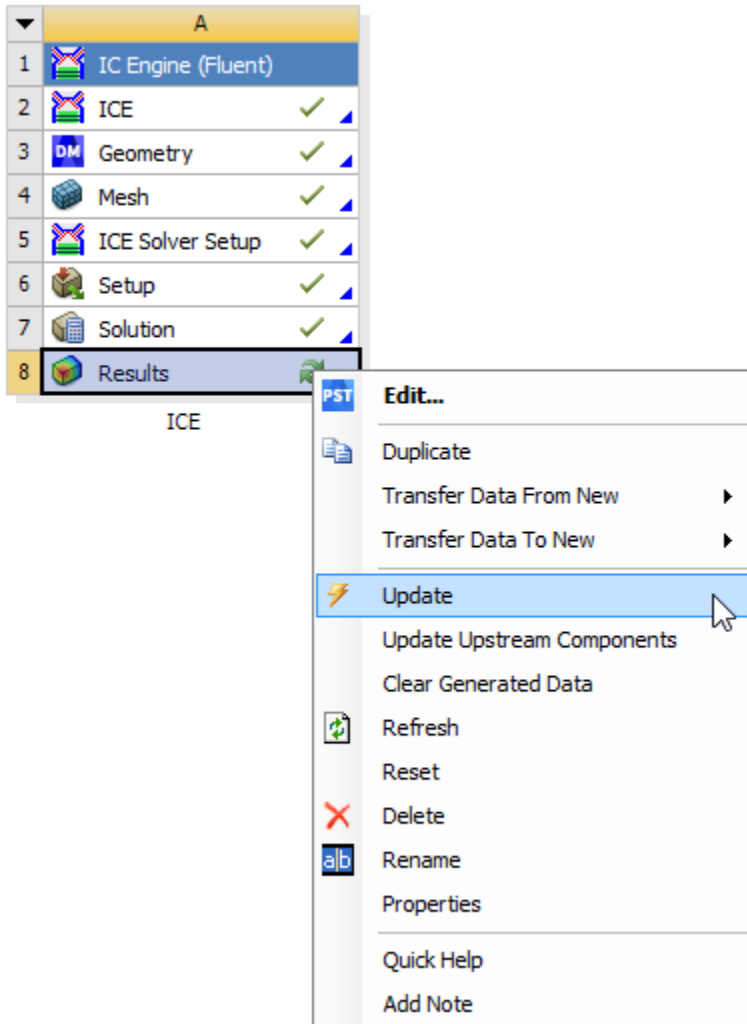 A
1 IC Engine (Fluent)
2 ICE
3 DM Geometry
4 Mesh
5 ICE Solver Setup
6 Setup
7 Solution
8 Results
ICE
PST Edit...
Duplicate
Transfer Data From New
Transfer Data To New
Update
Update Upstream Components
Clear Generated Data
Refresh
Reset
Delete
a|b Rename
Properties
Quick Help
Add Note